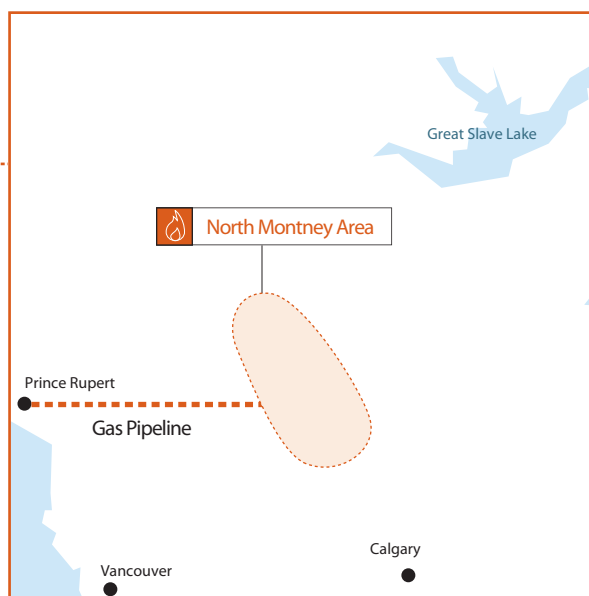 Great Slave Lake
North Montney Area
Prince Rupert
Gas Pipeline
Calgary
Vancouver